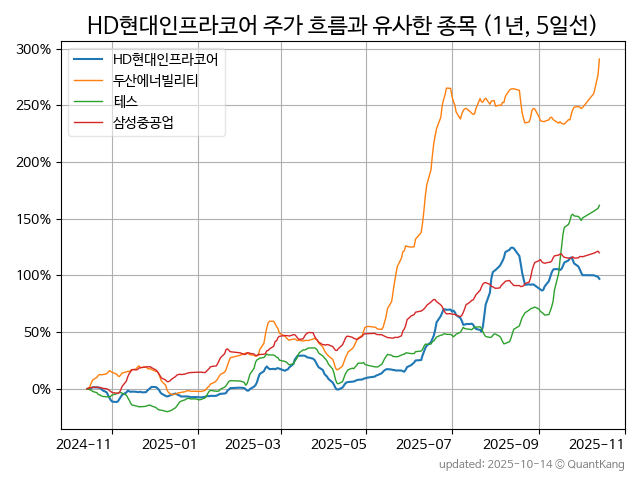 HD현대인프라코어 주가 흐름과 유사한 종목 (1년, 5일선)
HD현대인프라코어
두산에너빌리티
테스
삼성중공업
300%
250%
200%
150%
100%
50%
0%
2024-11
2025-01
2025-03
2025-05
2025-07
2025-09
2025-11
updated: 2025-10-14 © QuantKang